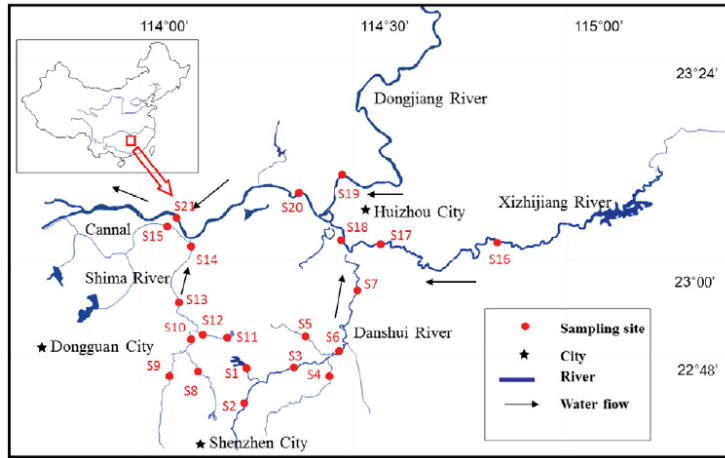 114°00'
114°30'
115°00'
23°24'
Dongjiang River
S19
S20
S21
Huizhou City
Xizhijiang River
Cannal
S15
S18
S17
S14
S16
Shima River
23°00'
S7
S13
S12
S10
S11
S5
S6
Danshui River
Sampling site
Dongguan City
City
S9
S8
S1
S3
S4
22°48'
River
S2
Water fiow
Shenzhen City